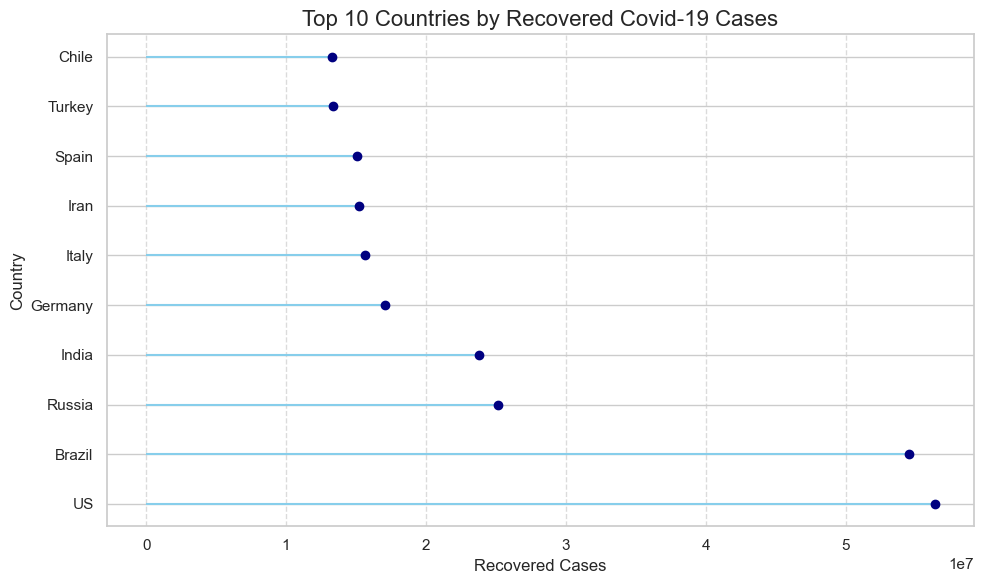 Top 10 Countries by Recovered Covid-19 Cases
Chile
Turkey
Spain
Iran
Italy
Germany
India
Russia
Brazil
US
Country
0 1 2 3 4 5
1e7
Recovered Cases